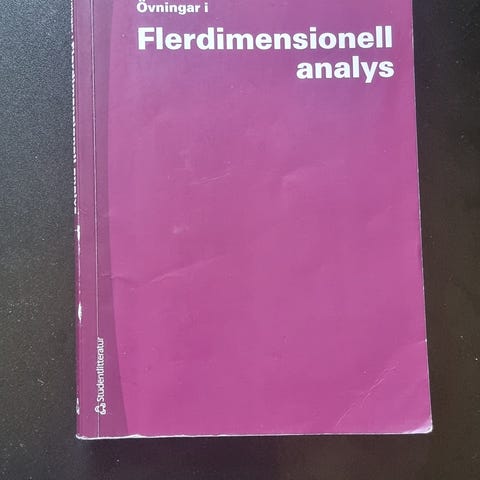 Övningar i
Flerdimensionell
analys
Studentlitteratur